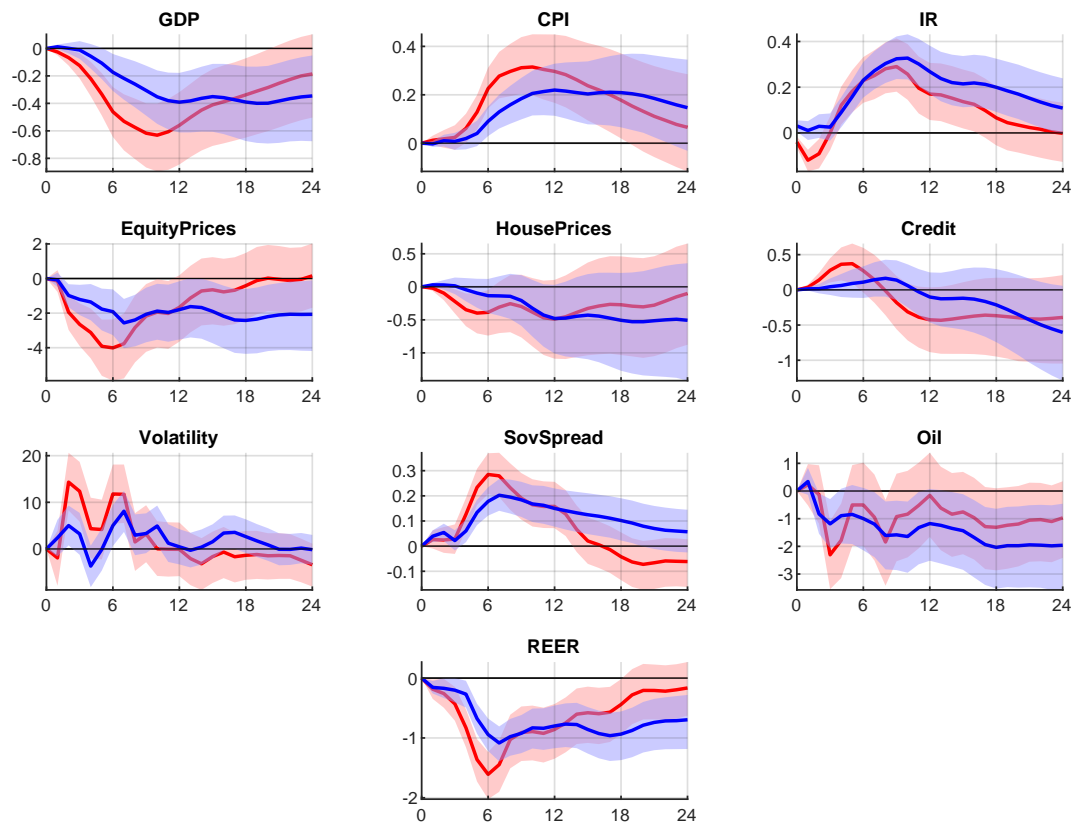 GDP CPI IR
0 0.4 0.4
-0.2 0.2 0.2
-0.4
-0.6
-0.8 0 0
0 6 12 18 24 0 6 12 18 24 0 6 12 18 24
EquityPrices HousePrices Credit
2 0.5 0.5
0 0 0
-2 -0.5 -0.5
-4 -1 -1
0 6 12 18 24 0 6 12 18 24 0 6 12 18 24
Volatility SovSpread Oil
20 0.3 1
10 0.2 0
0 0.1 -1
0 -2
-0.1 -3
0 6 12 18 24 0 6 12 18 24 0 6 12 18 24
REER
0
-1
-2
0 6 12 18 24